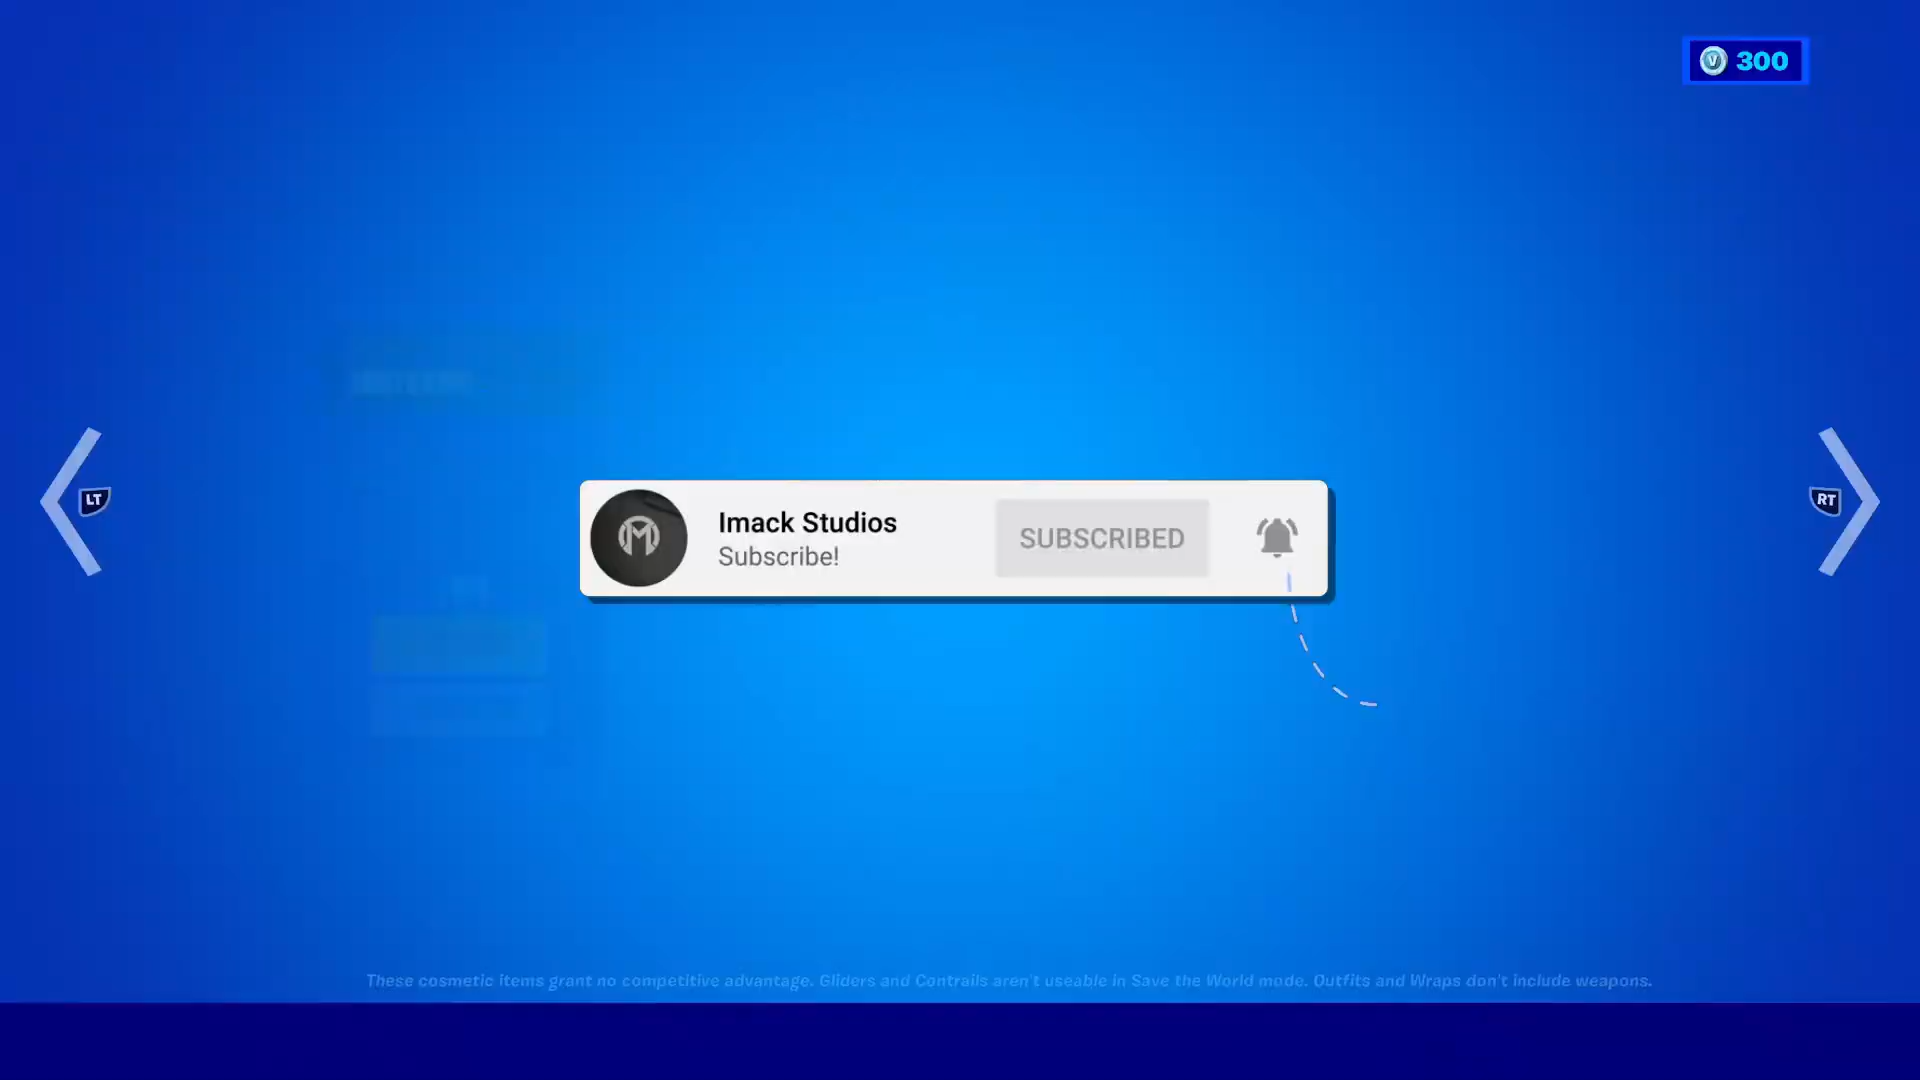 300
LT
RT
Imack Studios
Subscribe!
SUBSCRIBED
These cosmetic items grant no competitive advantage. Gliders and Contrails aren't useable in Save the World mode. Outfits and Wraps don't include weapons.